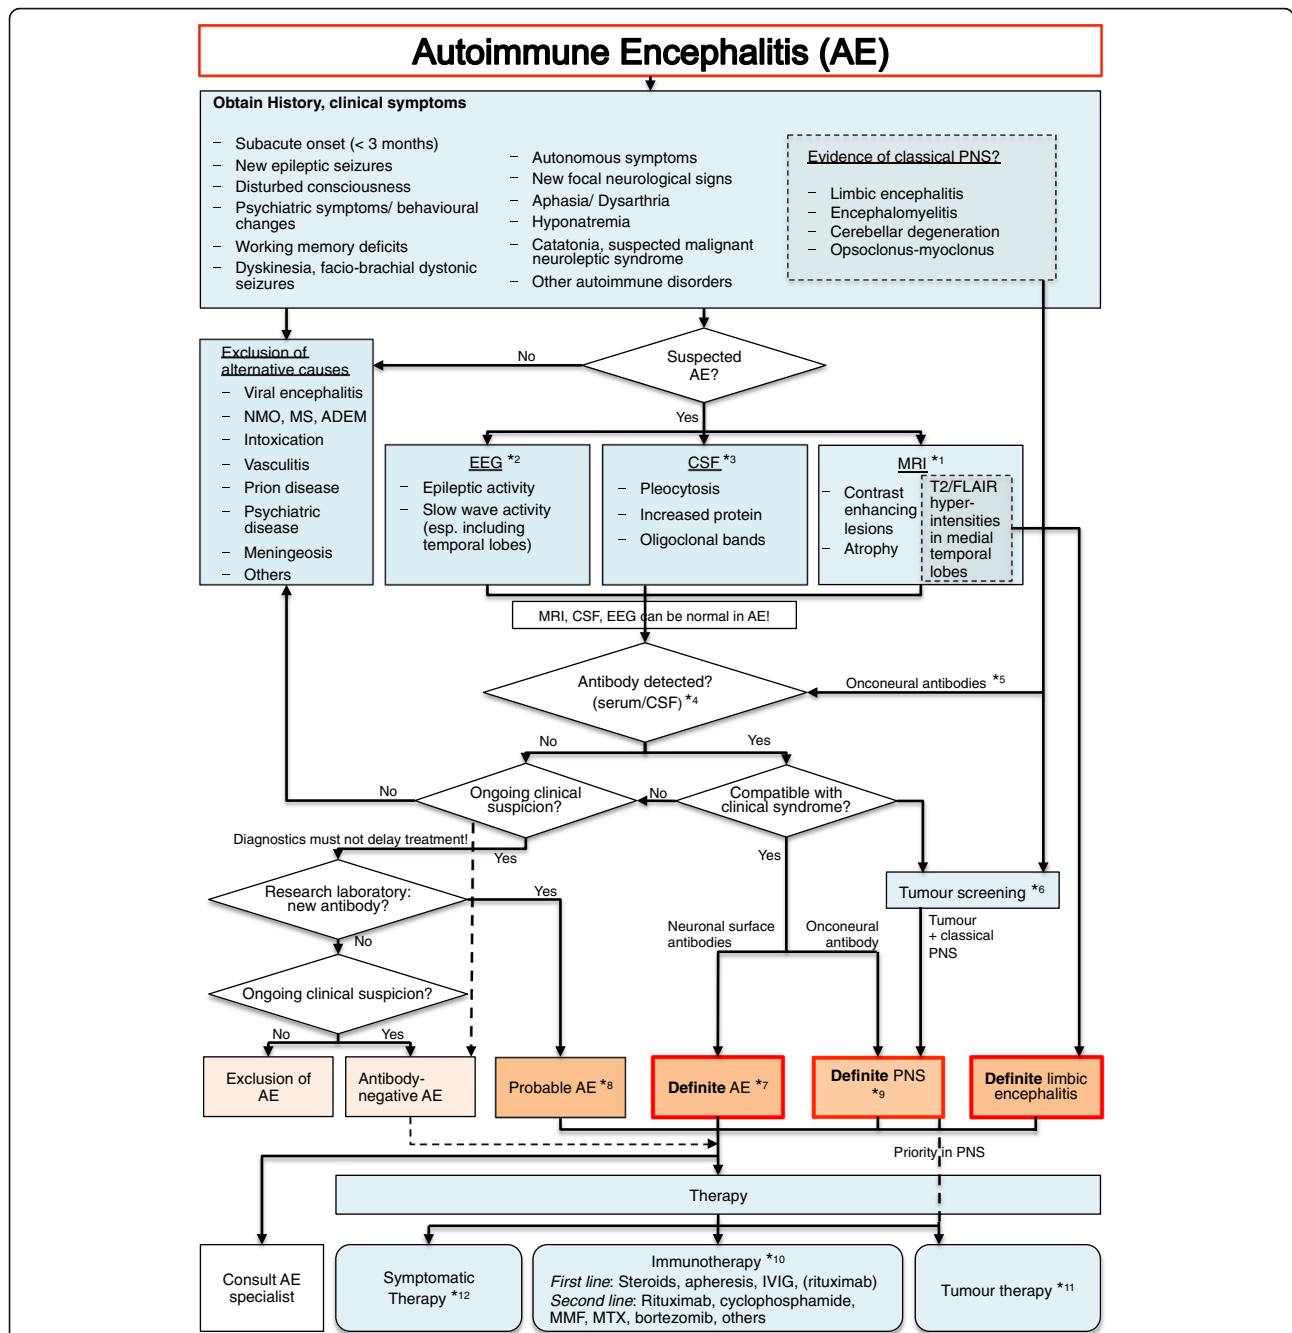 Autoimmune Encephalitis (AE)
Obtain History, clinical symptoms
– Subacute onset (< 3 months)
– New epileptic seizures
– Disturbed consciousness
– Psychiatric symptoms/ behavioural
changes
– Working memory deficits
– Dyskinesia, facio-brachial dystonic
seizures
– Autonomous symptoms
– New focal neurological signs
– Aphasia/ Dysarthria
– Hyponatremia
– Catatonia, suspected malignant
neuroleptic syndrome
– Other autoimmune disorders
Evidence of classical PNS?
– Limbic encephalitis
– Encephalomyelitis
– Cerebellar degeneration
– Opsoclonus-myoclonus
Exclusion of
alternative causes
– Viral encephalitis
– NMO, MS, ADEM
– Intoxication
– Vasculitis
– Prion disease
– Psychiatric
disease
– Meningeosis
– Others
No
Suspected
AE?
Yes
EEG *2
– Epileptic activity
– Slow wave activity
(esp. including
temporal lobes)
CSF *3
– Pleocytosis
– Increased protein
– Oligoclonal bands
MRI *1
– Contrast
enhancing
lesions
– Atrophy
T2/FLAIR
hyper-
intensities
in medial
temporal
lobes
MRI, CSF, EEG can be normal in AE!
Antibody detected?
(serum/CSF) *4
Onconeural antibodies *5
No
Yes
No
Ongoing clinical
suspicion?
No
Compatible with
clinical syndrome?
Diagnostics must not delay treatment!
Yes
Yes
Research laboratory:
new antibody?
Yes
Tumour screening *6
No
Neuronal surface
antibodies
Onconeural
antibody
Tumour
+ classical
PNS
Ongoing clinical suspicion?
No
Yes
Exclusion of
AE
Antibody-
negative AE
Probable AE *8
Definite AE *7
Definite PNS
*9
Definite limbic
encephalitis
Priority in PNS
Therapy
Consult AE
specialist
Symptomatic
Therapy *12
Immunotherapy *10
First line: Steroids, apheresis, IVIG, (rituximab)
Second line: Rituximab, cyclophosphamide,
MMF, MTX, bortezomib, others
Tumour therapy *11